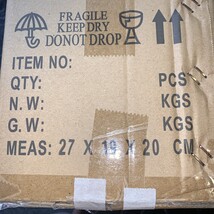 FRAGILE
KEEP DRY
DONOT DROP
ITEM NO:
QTY: PCS
N.W: KGS
G.W: KGS
MEAS: 27 X 19 X 20 CM